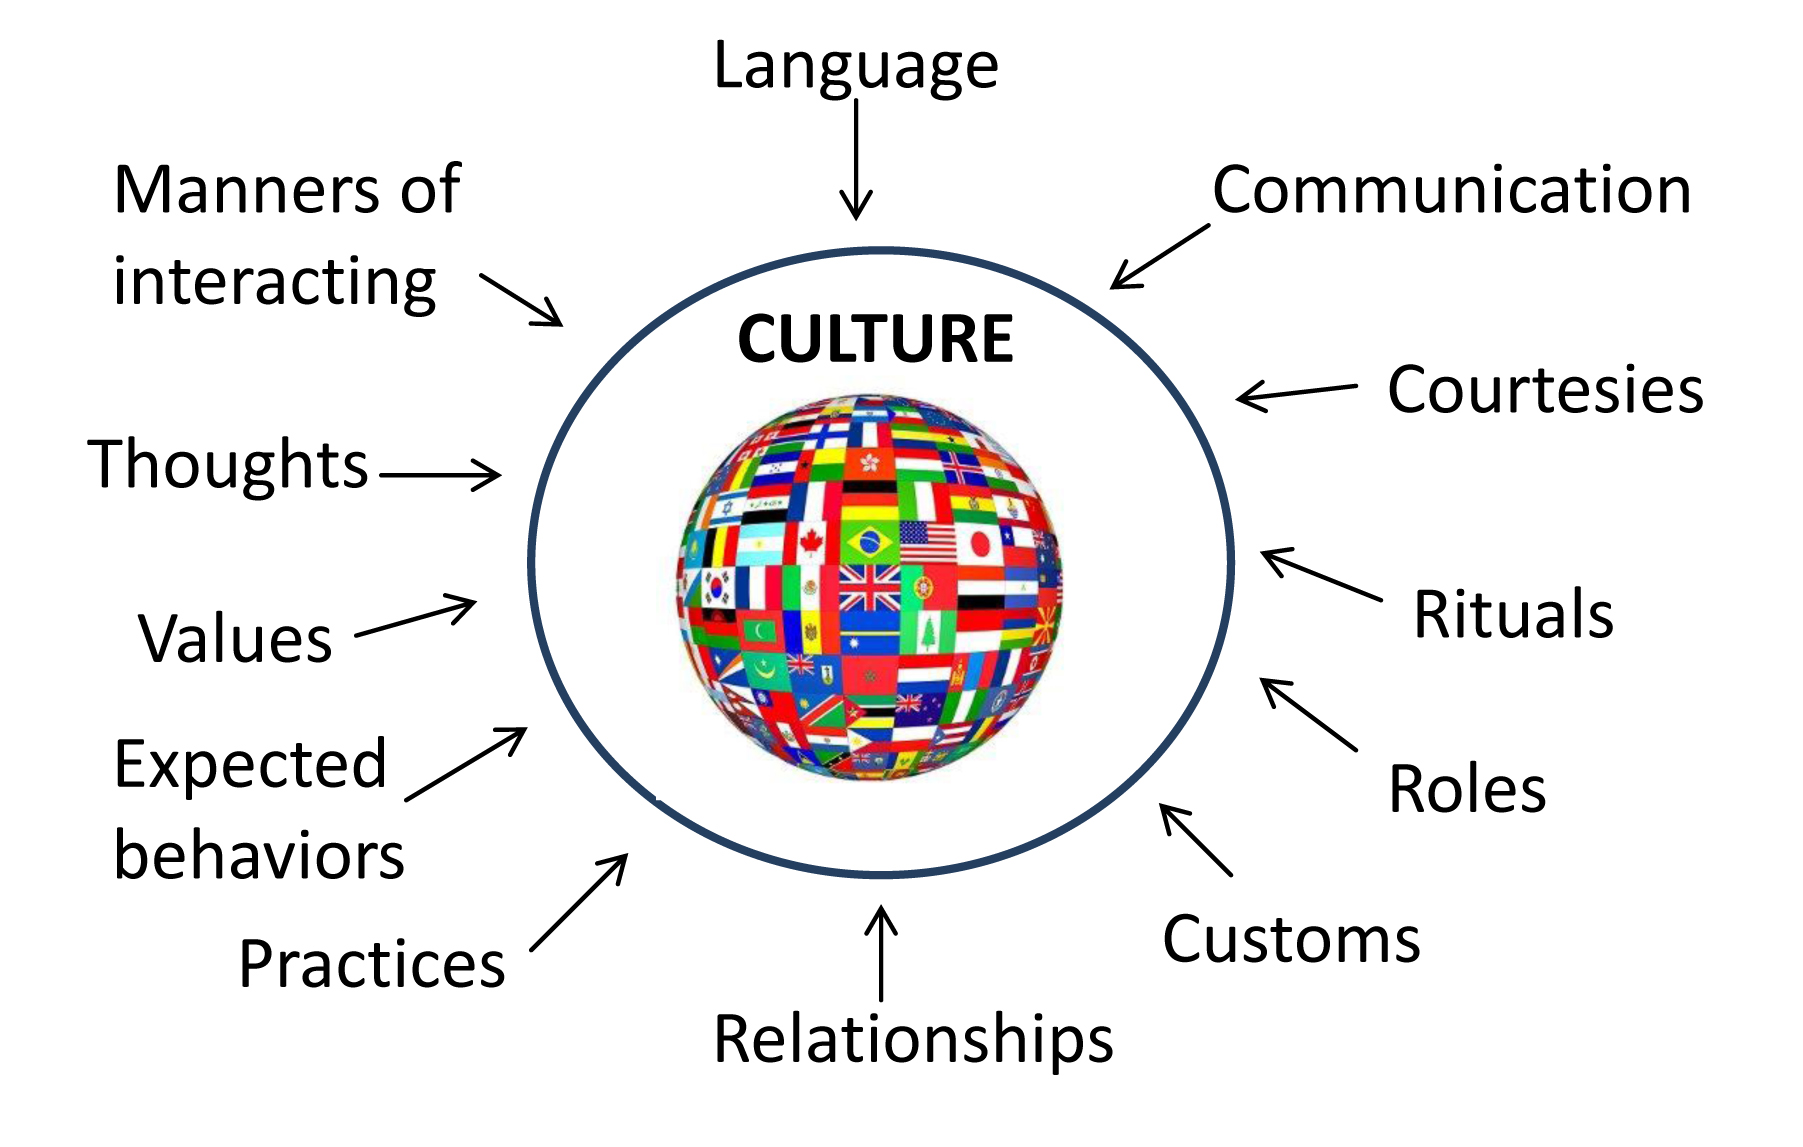 Language
Manners of
interacting
Communication
CULTURE
Courtesies
Thoughts
Values
Rituals
Expected
behaviors
Roles
Practices
Customs
Relationships